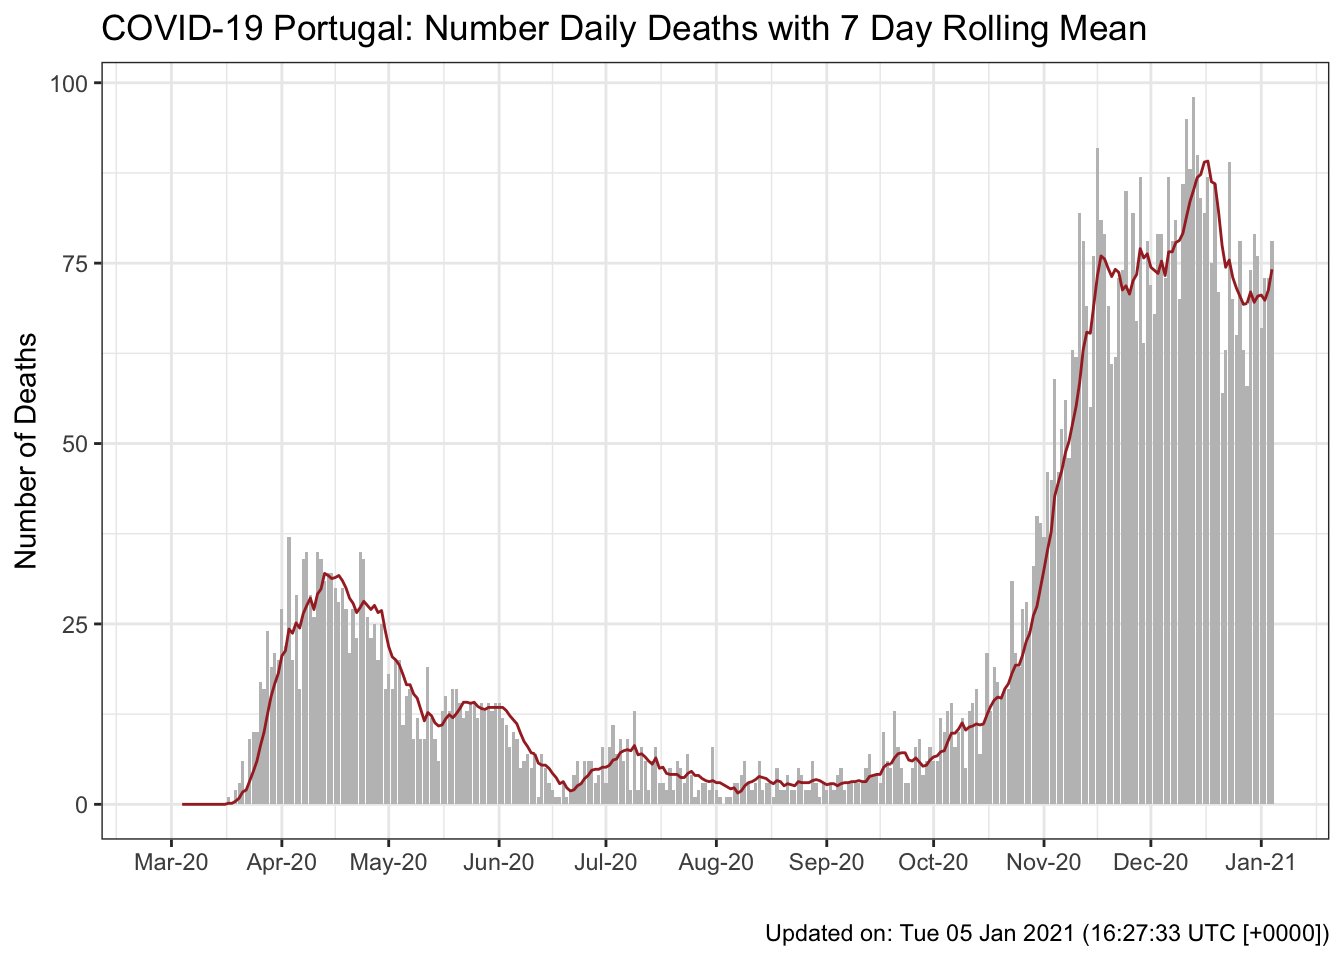 COVID-19 Portugal: Number Daily Deaths with 7 Day Rolling Mean
Number of Deaths
100
75
50
25
0
Mar-20 Apr-20 May-20 Jun-20 Jul-20 Aug-20 Sep-20 Oct-20 Nov-20 Dec-20 Jan-21
Updated on: Tue 05 Jan 2021 (16:27:33 UTC [+0000])